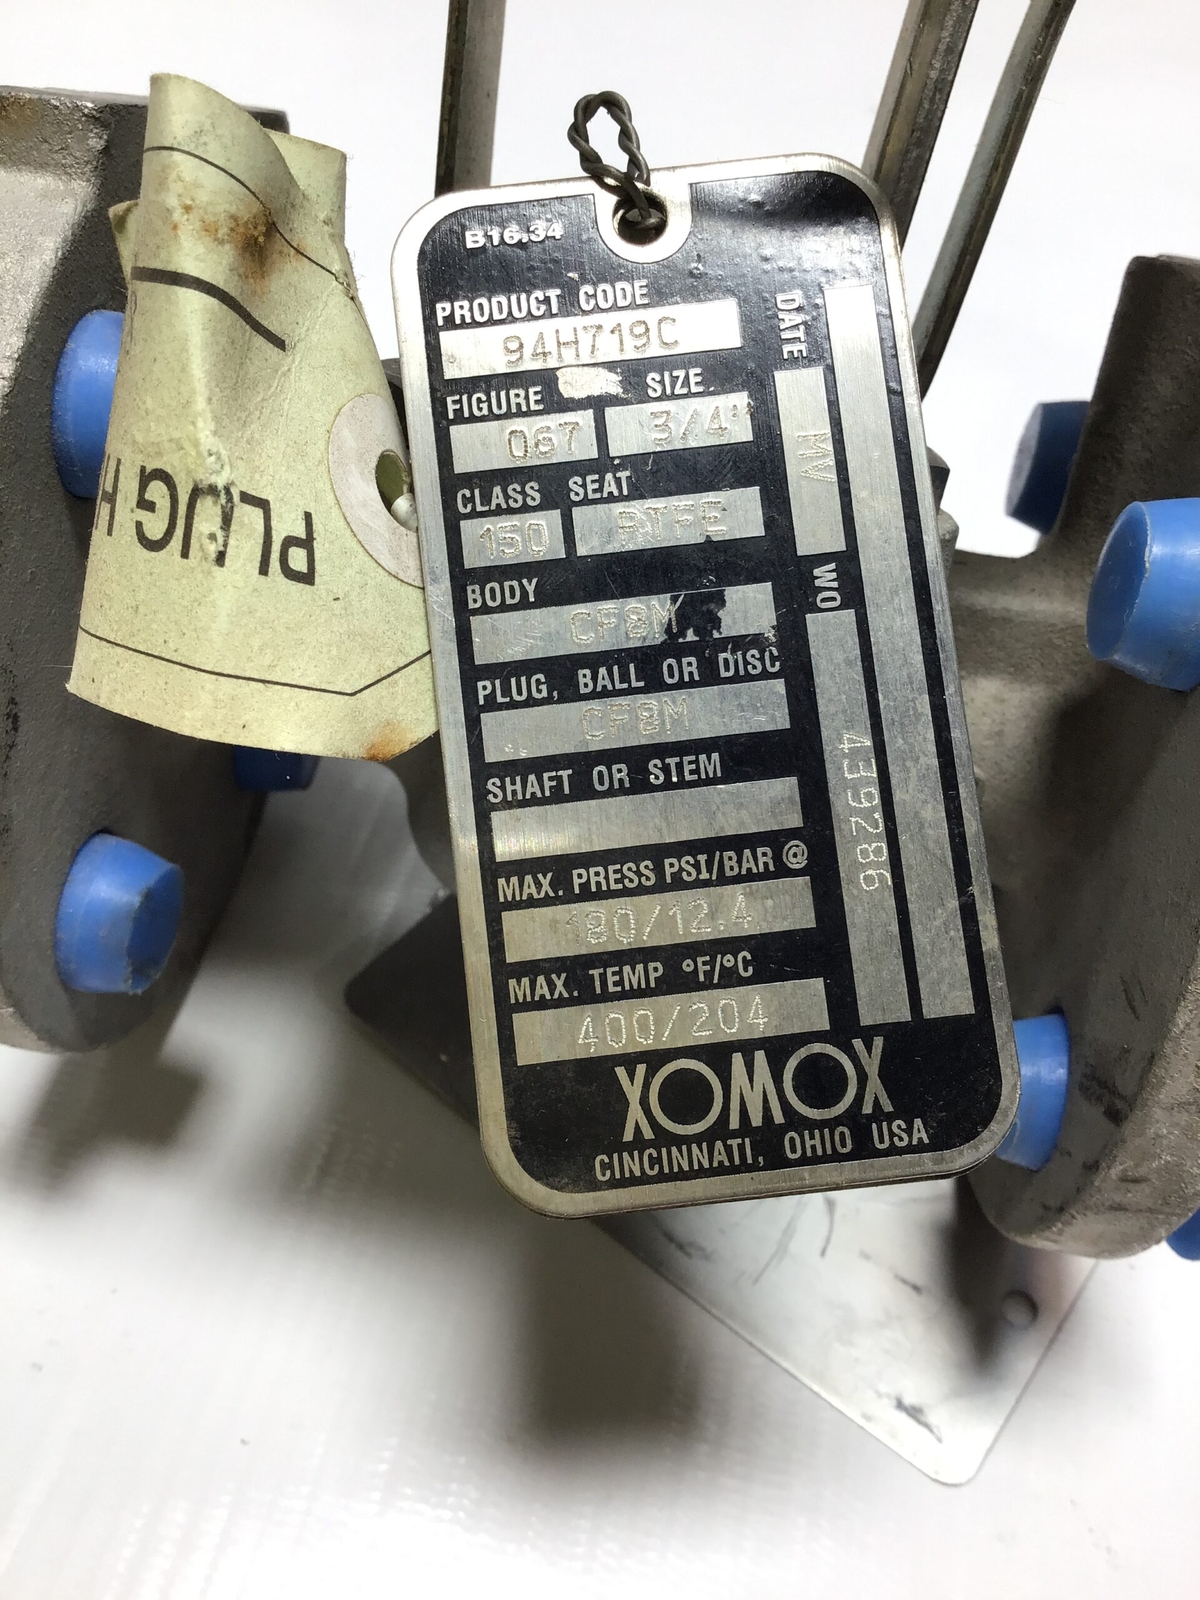 B16.34
PRODUCT CODE
94H719C
FIGURE SIZE
067 3/4"
CLASS SEAT
150 RTFE
BODY
CF8M
PLUG, BALL OR DISC
CF8M
SHAFT OR STEM
MAX. PRESS PSI/BAR @
180/12.4
MAX. TEMP °F/°C
400/204
XOMOX
CINCINNATI, OHIO USA
DATE
MV
WO
439286
PLUG H